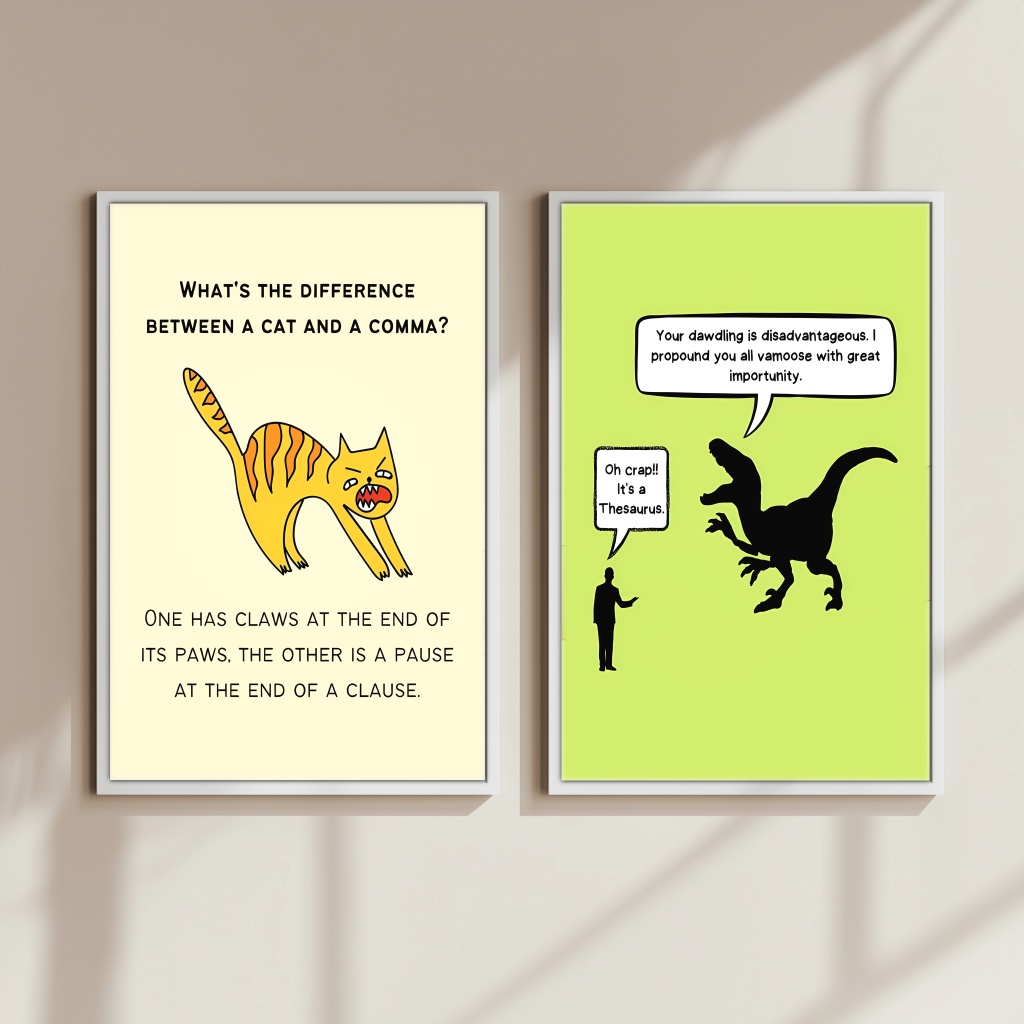 WHAT'S THE DIFFERENCE
BETWEEN A CAT AND A COMMA?
ONE HAS CLAWS AT THE END OF
ITS PAWS, THE OTHER IS A PAUSE
AT THE END OF A CLAUSE.
Your dawdling is disadvantageous. I
propound you all vamoose with great
importunity.
Oh crap!!
It's a
Thesaurus.